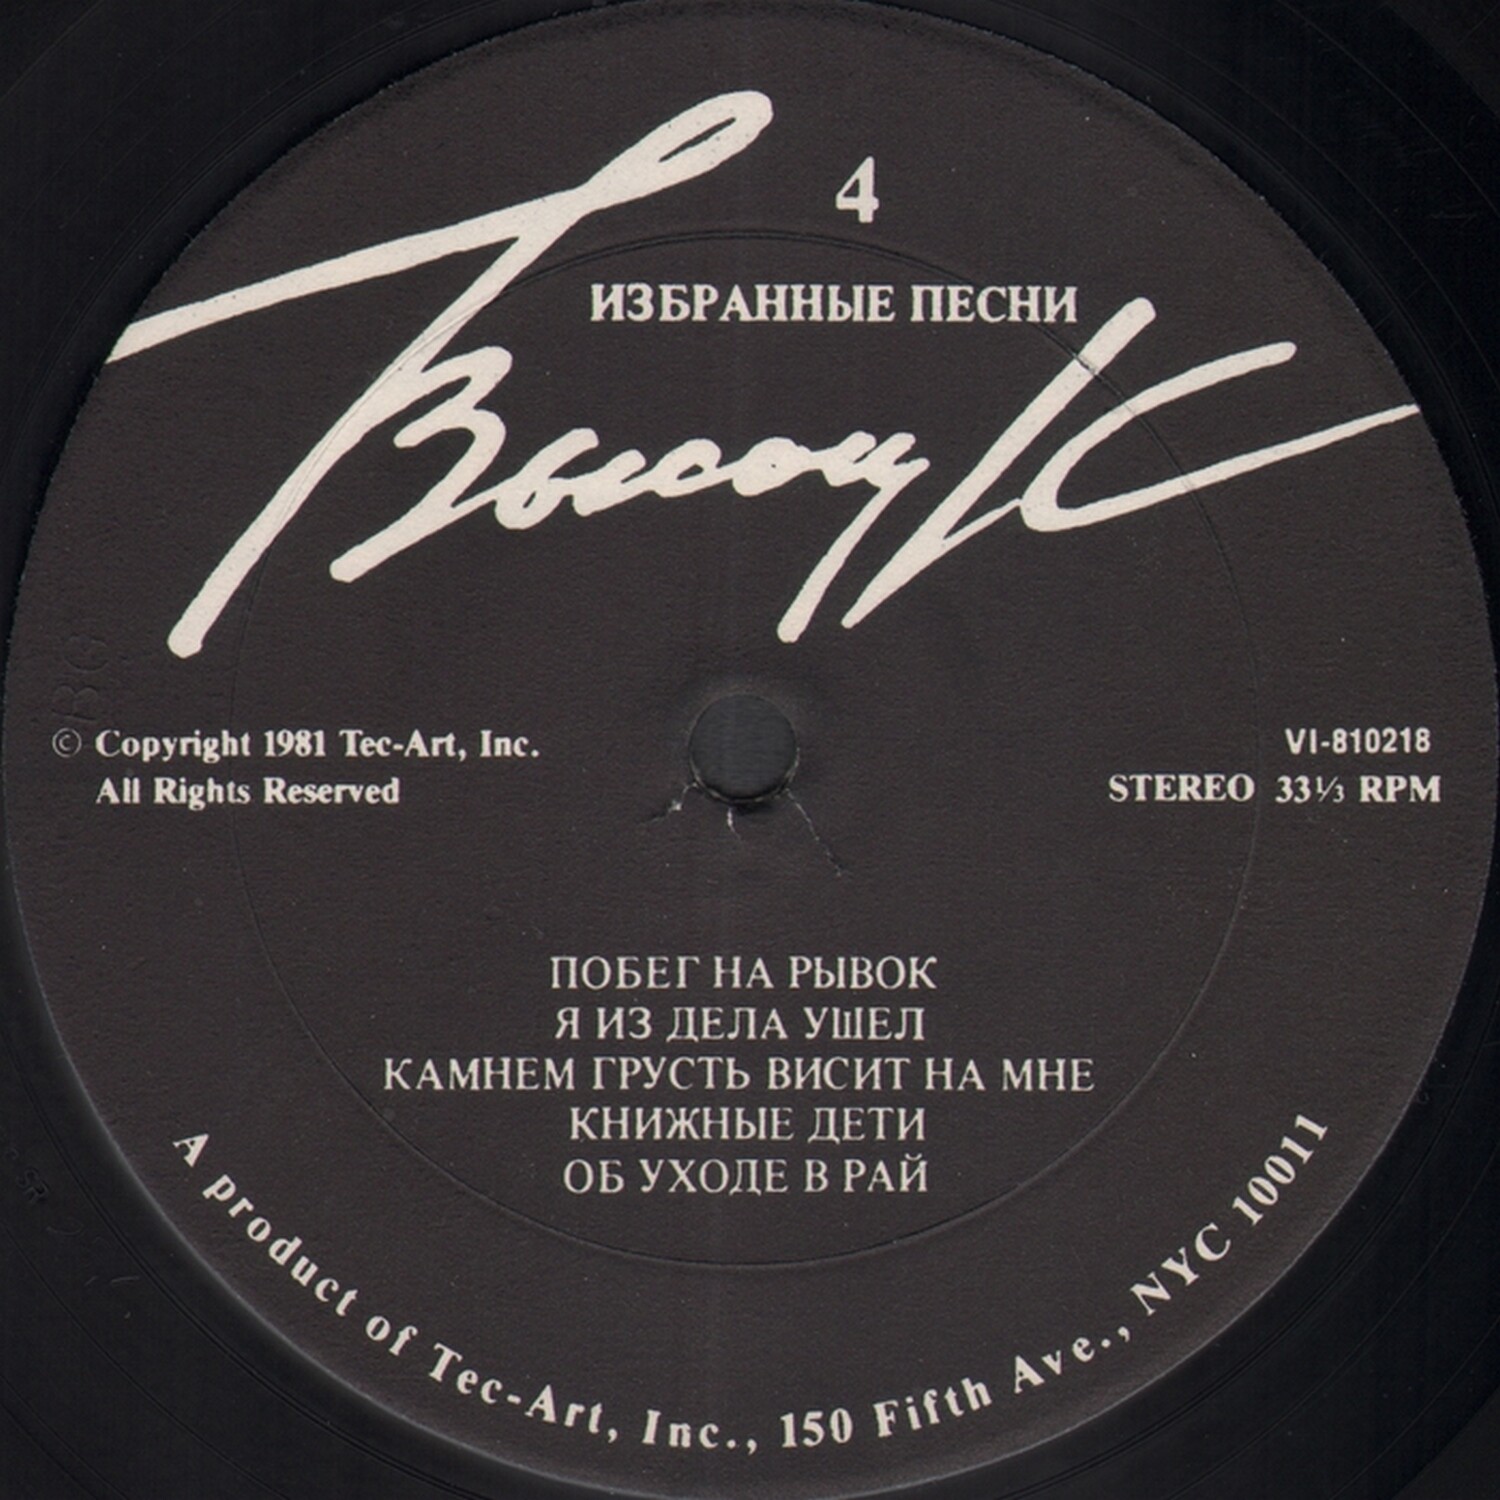 4
ИЗБРАННЫЕ ПЕСНИ
Высоцк
© Copyright 1981 Tec-Art, Inc.
All Rights Reserved
VI-810218
STEREO 33⅓ RPM
ПОБЕГ НА РЫВОК
Я ИЗ ДЕЛА УШЕЛ
КАМНЕМ ГРУСТЬ ВИСИТ НА МНЕ
КНИЖНЫЕ ДЕТИ
ОБ УХОДЕ В РАЙ
A product of Tec-Art, Inc., 150 Fifth Ave., NYC 10011